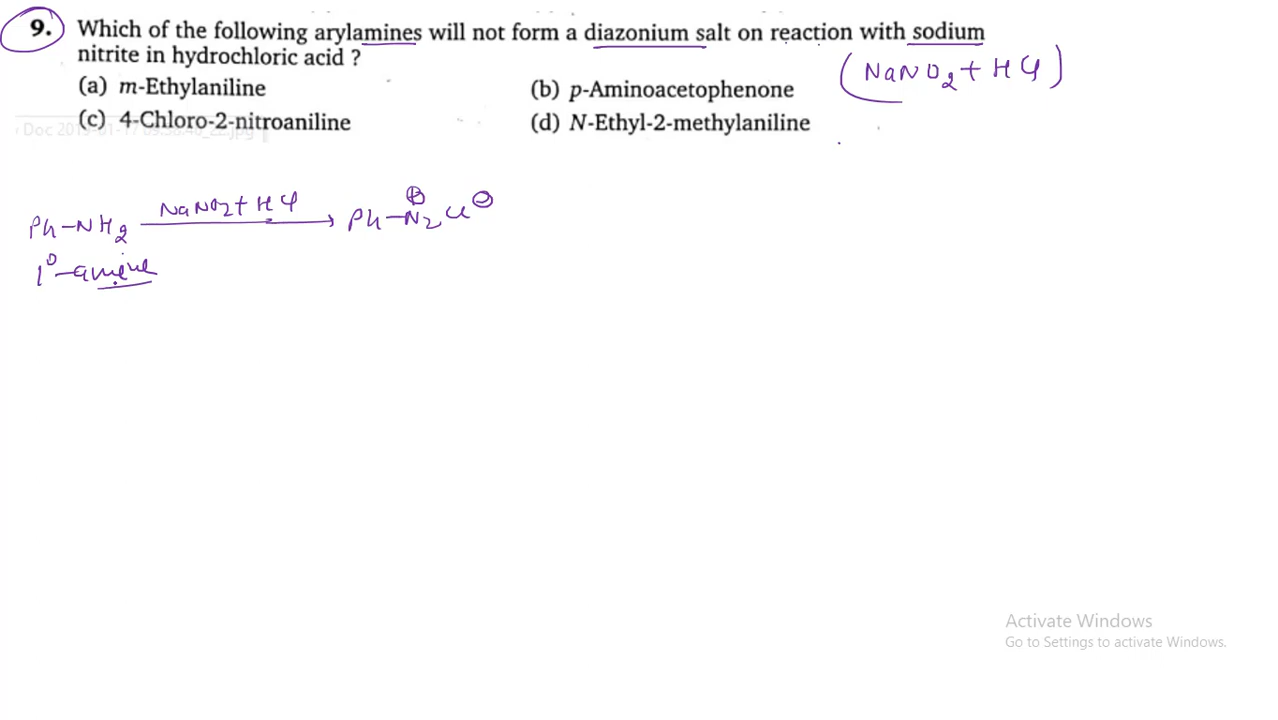 9. Which of the following arylamines will not form a diazonium salt on reaction with sodium
nitrite in hydrochloric acid ?
(NaNO2 + HCl)
(a) m-Ethylaniline (b) p-Aminoacetophenone
(c) 4-Chloro-2-nitroaniline (d) N-Ethyl-2-methylaniline
Ph-NH2 NaNO2 + HCl → Ph-N2⊕ Cl⊖
1°-amine
Activate Windows
Go to Settings to activate Windows.